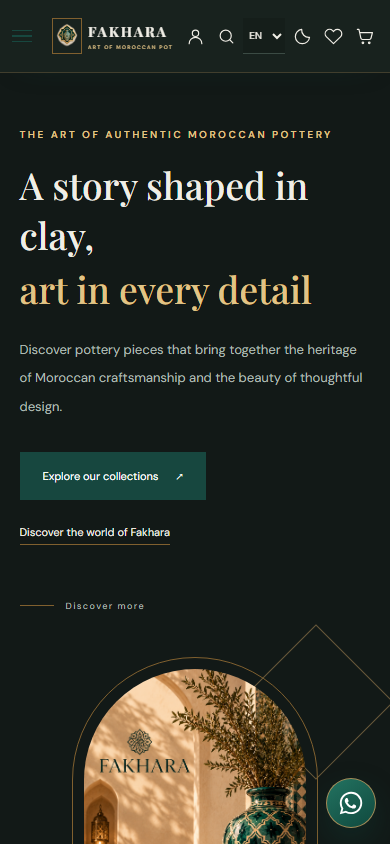 FAKHARA
ART OF MOROCCAN POT
EN
THE ART OF AUTHENTIC MOROCCAN POTTERY
A story shaped in
clay,
art in every detail
Discover pottery pieces that bring together the heritage
of Moroccan craftsmanship and the beauty of thoughtful
design.
Explore our collections ↗
Discover the world of Fakhara
Discover more
FAKHARA